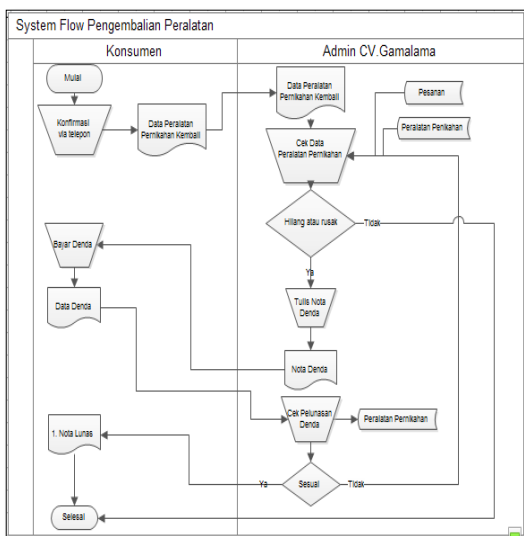 System Flow Pengembalian Peralatan
Konsumen
Admin CV.Gamalama
Mulai
Konfirmasi
via telepon
Data Peralatan
Pernikahan Kembali
Data Peralatan
Pernikahan Kembali
Pesanan
Peralatan Penikahan
Cek Data
Peralatan Pernikahan
Hilang atau rusak
Tidak
Ya
Tulis Nota
Denda
Nota Denda
Bayar Denda
Data Denda
Cek Pelunasan
Denda
Peralatan Pernikahan
Sesuai
Ya
Tidak
1. Nota Lunas
Selesai